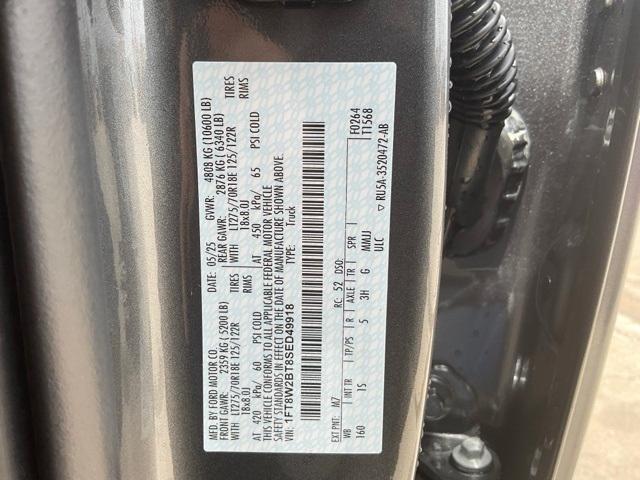 MFD. BY FORD MOTOR CO.
DATE: 05/25 GVWR: 4808 KG (10600 LB)
FRONT GAWR: 2359 KG (5200 LB) REAR GAWR: 2876 KG (6340 LB)
WITH LT275/70R18E 125/122R TIRES WITH LT275/70R18E 125/122R TIRES
18x8.0J RIMS 18x8.0J RIMS
AT 420 kPa/ 60 PSI COLD AT 450 kPa/ 65 PSI COLD
THIS VEHICLE CONFORMS TO ALL APPLICABLE FEDERAL MOTOR VEHICLE
SAFETY STANDARDS IN EFFECT ON THE DATE OF MANUFACTURE SHOWN ABOVE.
VIN: 1FT8W2BT8SED49918 TYPE: Truck
EXT PNT: M7 RC: 52 DSO: F0264
T1568
WB INT TR TP/PS R AXLE TR SPR
160 15 5 3H G MMJJ
ULC ▽ RU5A-3520472-AB